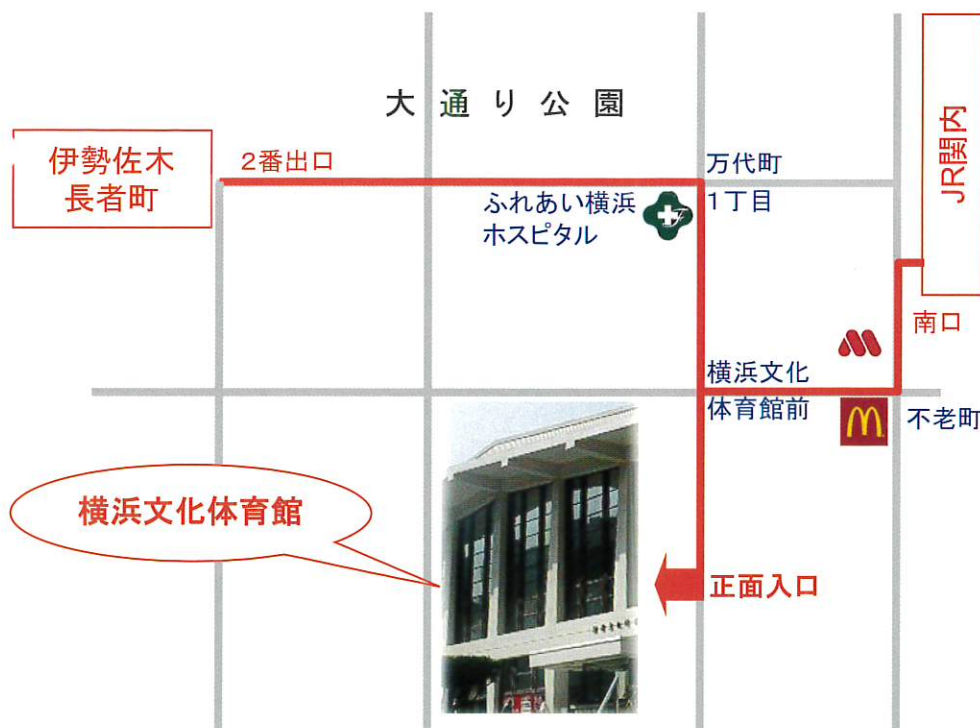 大通り公園
JR関内
伊勢佐木
長者町
2番出口
万代町
1丁目
ふれあい横浜
ホスピタル
南口
横浜文化
体育館前
不老町
横浜文化体育館
正面入口